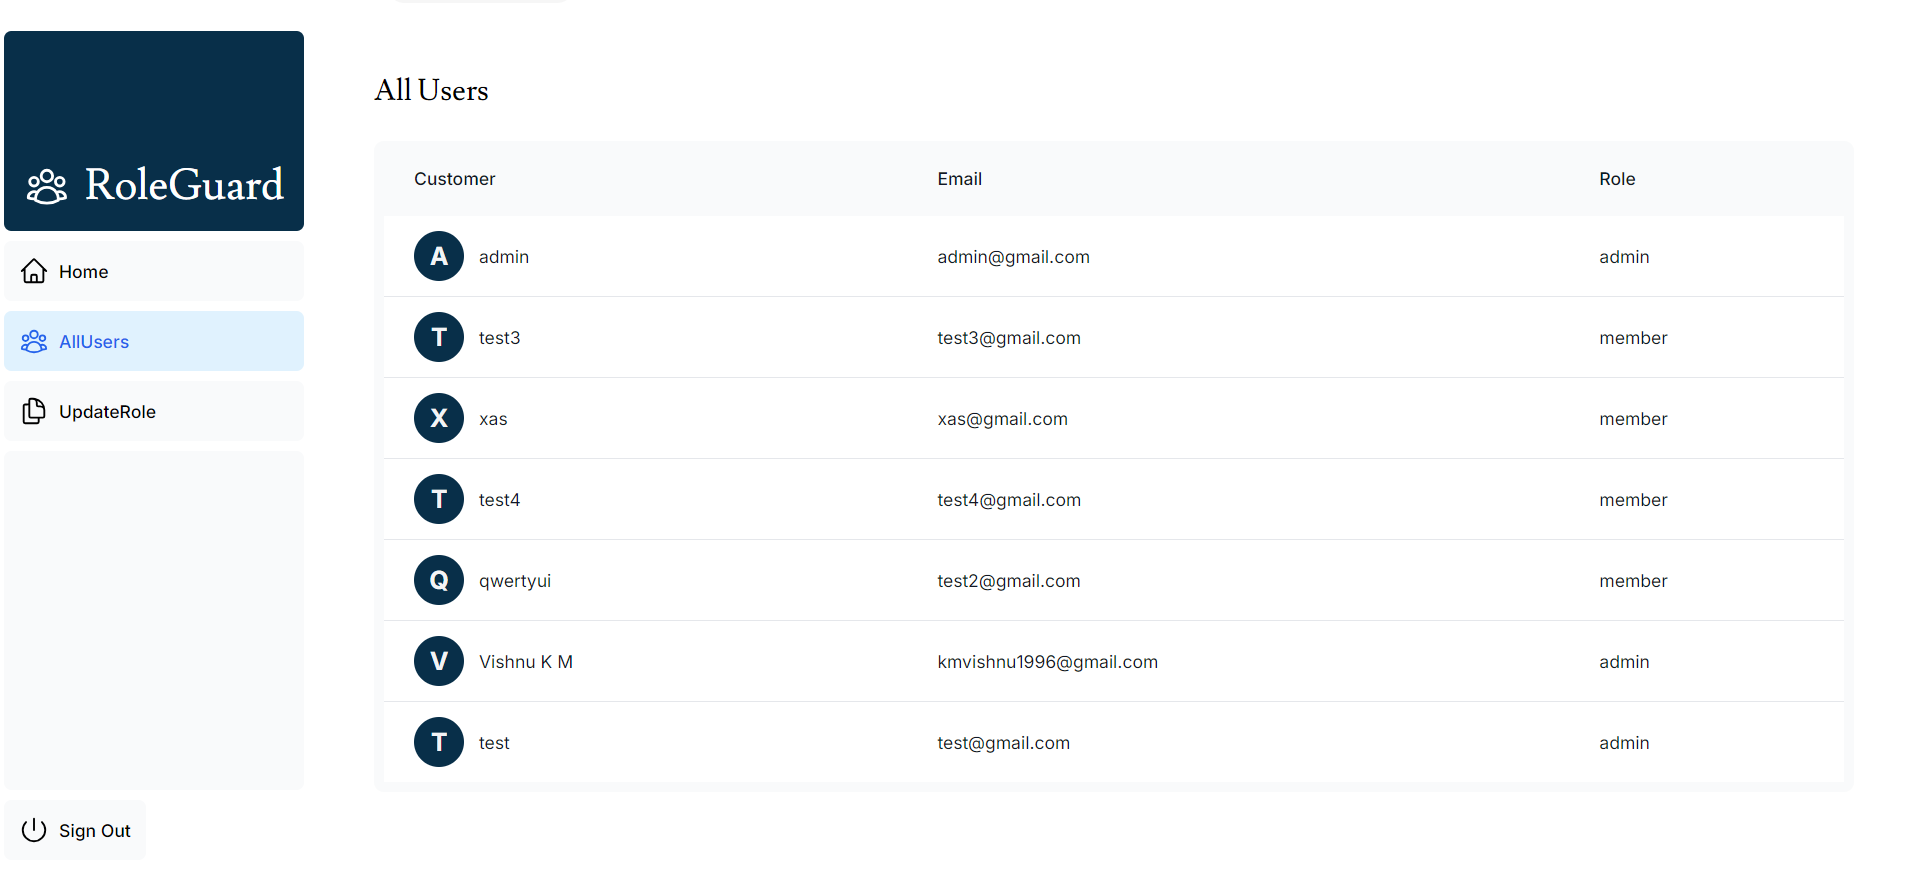 RoleGuard
Home
AllUsers
UpdateRole
Sign Out
All Users
Customer Email Role
A admin admin@gmail.com admin
T test3 test3@gmail.com member
X xas xas@gmail.com member
T test4 test4@gmail.com member
Q qwertyui test2@gmail.com member
V Vishnu K M kmvishnu1996@gmail.com admin
T test test@gmail.com admin